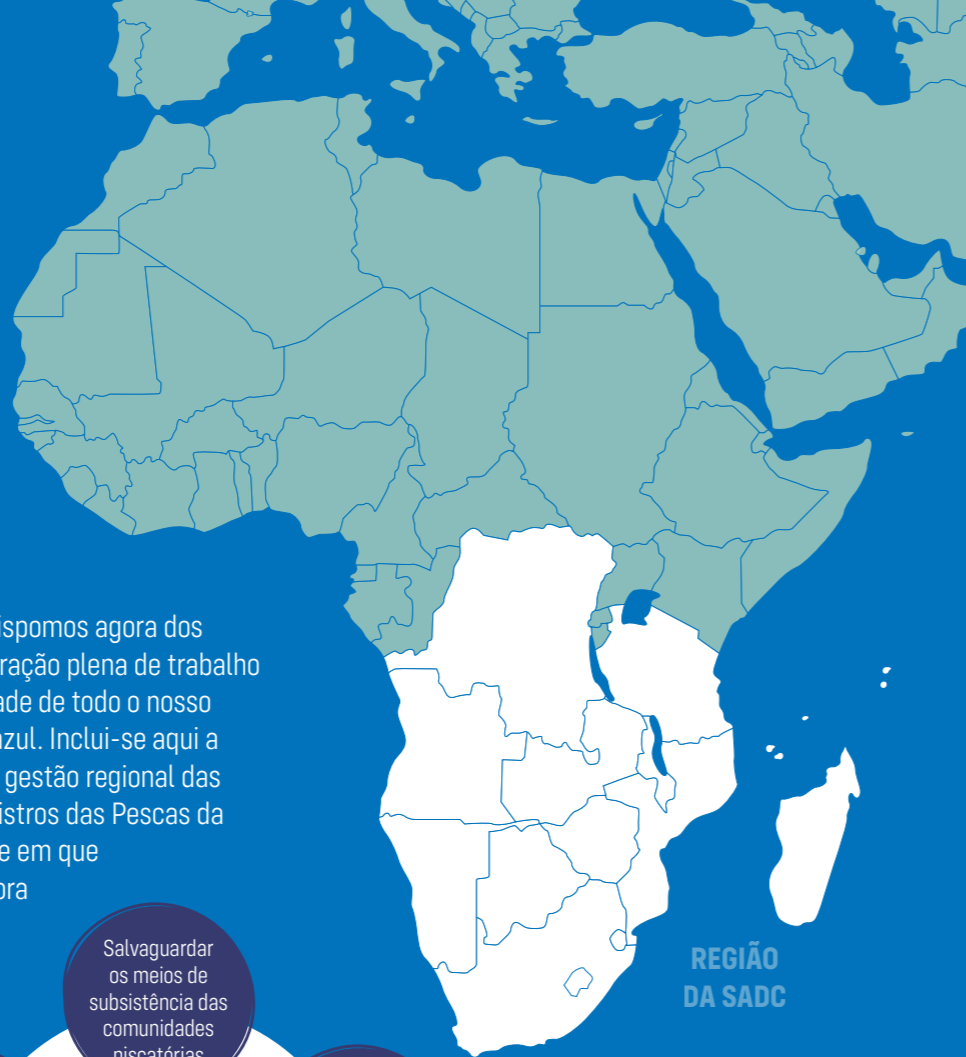 ispomos agora dos
ração plena de trabalho
ade de todo o nosso
azul. Inclui-se aqui a
gestão regional das
istros das Pescas da
e em que
ora
Salvaguardar
os meios de
subsistência das
comunidades
piscatórias
REGIÃO
DA SADC